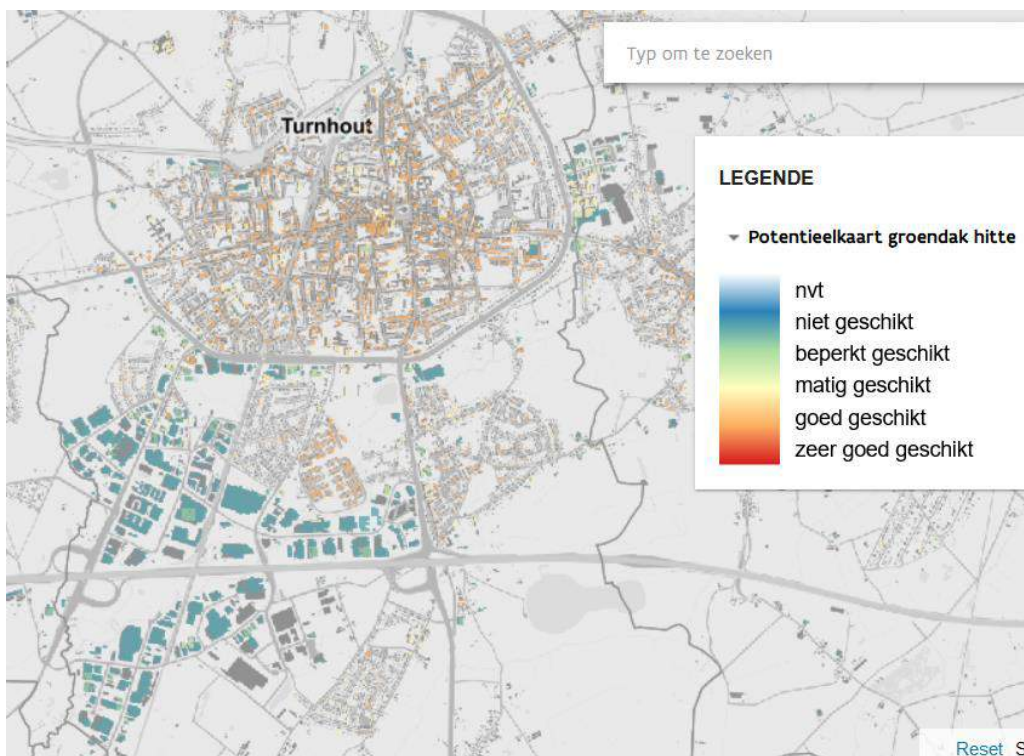 Typ om te zoeken
Turnhout
LEGENDE
Potentieelkaart groendak hitte
nvt
niet geschikt
beperkt geschikt
matig geschikt
goed geschikt
zeer goed geschikt
Reset S